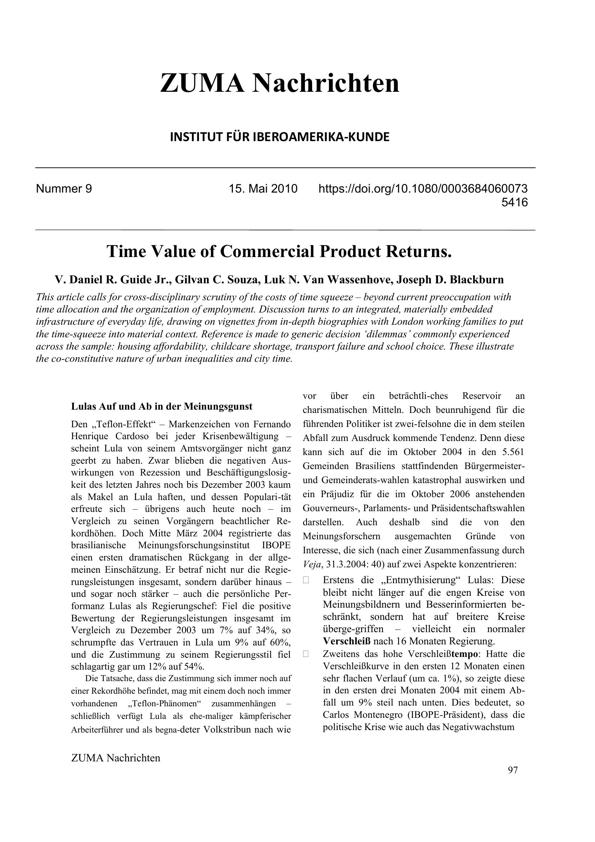 ZUMA Nachrichten
INSTITUT FÜR IBEROAMERIKA-KUNDE
Nummer 9 15. Mai 2010 https://doi.org/10.1080/0003684060073
5416
Time Value of Commercial Product Returns.
V. Daniel R. Guide Jr., Gilvan C. Souza, Luk N. Van Wassenhove, Joseph D. Blackburn
This article calls for cross-disciplinary scrutiny of the costs of time squeeze – beyond current preoccupation with
time allocation and the organization of employment. Discussion turns to an integrated, materially embedded
infrastructure of everyday life, drawing on vignettes from in-depth biographies with London working families to put
the time-squeeze into material context. Reference is made to generic decision ‘dilemmas’ commonly experienced
across the sample: housing affordability, childcare shortage, transport failure and school choice. These illustrate
the co-constitutive nature of urban inequalities and city time.
Lulas Auf und Ab in der Meinungsgunst
Den „Teflon-Effekt“ – Markenzeichen von Fernando
Henrique Cardoso bei jeder Krisenbewältigung –
scheint Lula von seinem Amtsvorgänger nicht ganz
geerbt zu haben. Zwar blieben die negativen Aus-
wirkungen von Rezession und Beschäftigungslosig-
keit des letzten Jahres noch bis Dezember 2003 kaum
als Makel an Lula haften, und dessen Populari-tät
erfreute sich – übrigens auch heute noch – im
Vergleich zu seinen Vorgängern beachtlicher Re-
kordhöhen. Doch Mitte März 2004 registrierte das
brasilianische Meinungsforschungsinstitut IBOPE
einen ersten dramatischen Rückgang in der allge-
meinen Einschätzung. Er betraf nicht nur die Regie-
rungsleistungen insgesamt, sondern darüber hinaus –
und sogar noch stärker – auch die persönliche Per-
formanz Lulas als Regierungschef: Fiel die positive
Bewertung der Regierungsleistungen insgesamt im
Vergleich zu Dezember 2003 um 7% auf 34%, so
schrumpfte das Vertrauen in Lula um 9% auf 60%,
und die Zustimmung zu seinem Regierungsstil fiel
schlagartig gar um 12% auf 54%.
Die Tatsache, dass die Zustimmung sich immer noch auf
einer Rekordhöhe befindet, mag mit einem doch noch immer
vorhandenen „Teflon-Phänomen“ zusammenhängen –
schließlich verfügt Lula als ehe-maliger kämpferischer
Arbeiterführer und als begna-deter Volkstribun nach wie
vor über ein beträchtli-ches Reservoir an
charismatischen Mitteln. Doch beunruhigend für die
führenden Politiker ist zwei-felsohne die in dem steilen
Abfall zum Ausdruck kommende Tendenz. Denn diese
kann sich auf die im Oktober 2004 in den 5.561
Gemeinden Brasiliens stattfindenden Bürgermeister-
und Gemeinderats-wahlen katastrophal auswirken und
ein Präjudiz für die im Oktober 2006 anstehenden
Gouverneurs-, Parlaments- und Präsidentschaftswahlen
darstellen. Auch deshalb sind die von den
Meinungsforschern ausgemachten Gründe von
Interesse, die sich (nach einer Zusammenfassung durch
Veja, 31.3.2004: 40) auf zwei Aspekte konzentrieren:
Erstens die „Entmythisierung“ Lulas: Diese
bleibt nicht länger auf die engen Kreise von
Meinungsbildnern und Besserinformierten be-
schränkt, sondern hat auf breitere Kreise
überge-griffen – vielleicht ein normaler
Verschleiß nach 16 Monaten Regierung.
Zweitens das hohe Verschleißtempo: Hatte die
Verschleißkurve in den ersten 12 Monaten einen
sehr flachen Verlauf (um ca. 1%), so zeigte diese
in den ersten drei Monaten 2004 mit einem Ab-
fall um 9% steil nach unten. Dies bedeutet, so
Carlos Montenegro (IBOPE-Präsident), dass die
politische Krise wie auch das Negativwachstum
ZUMA Nachrichten
97